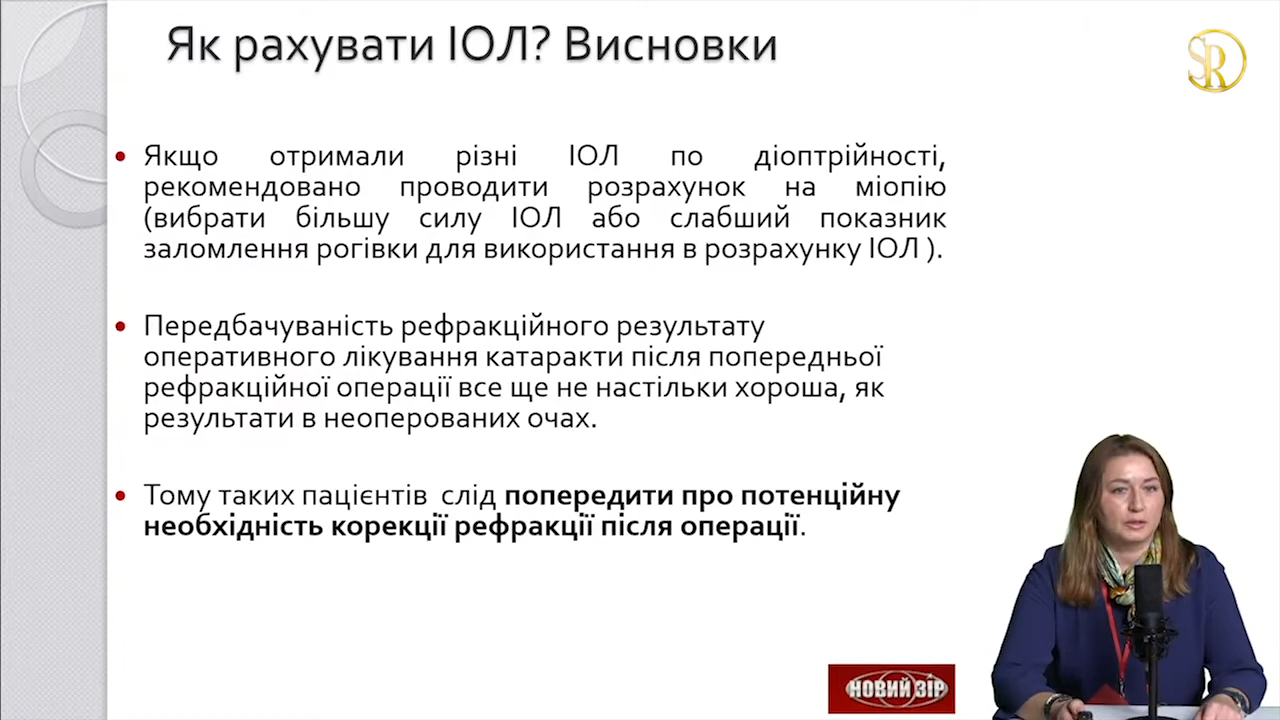 Як рахувати ІОЛ? Висновки
SR
Якщо отримали різні ІОЛ по діоптрійності,
рекомендовано проводити розрахунок на міопію
(вибрати більшу силу ІОЛ або слабший показник
заломлення рогівки для використання в розрахунку ІОЛ ).
Передбачуваність рефракційного результату
оперативного лікування катаракти після попередньої
рефракційної операції все ще не настільки хороша, як
результати в неоперованих очах.
Тому таких пацієнтів слід попередити про потенційну
необхідність корекції рефракції після операції.
НОВИЙ ЗІР